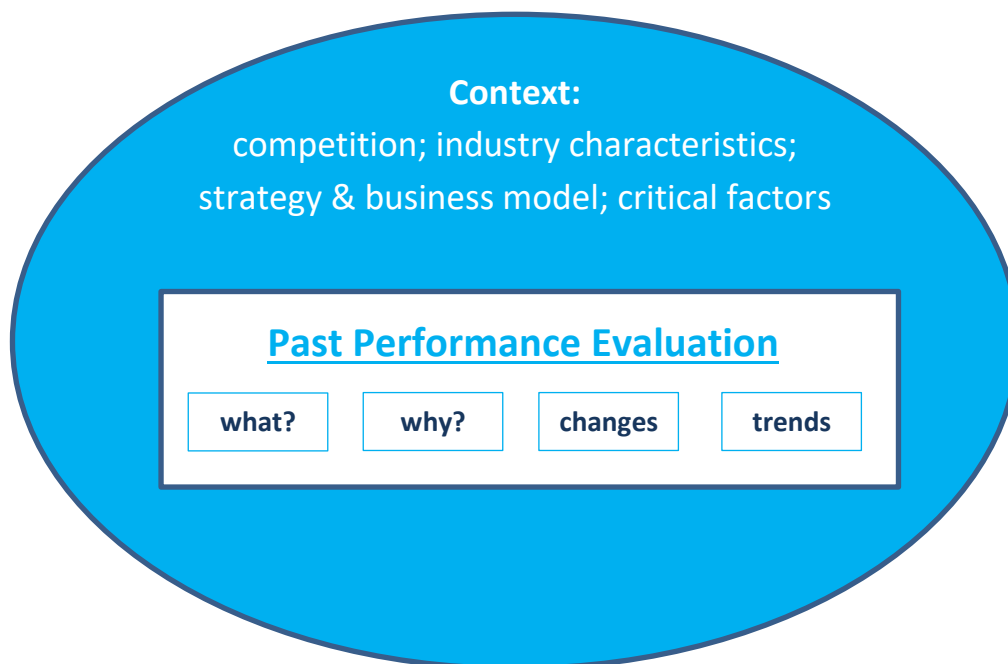 Context:
competition; industry characteristics;
strategy & business model; critical factors
Past Performance Evaluation
what?
why?
changes
trends